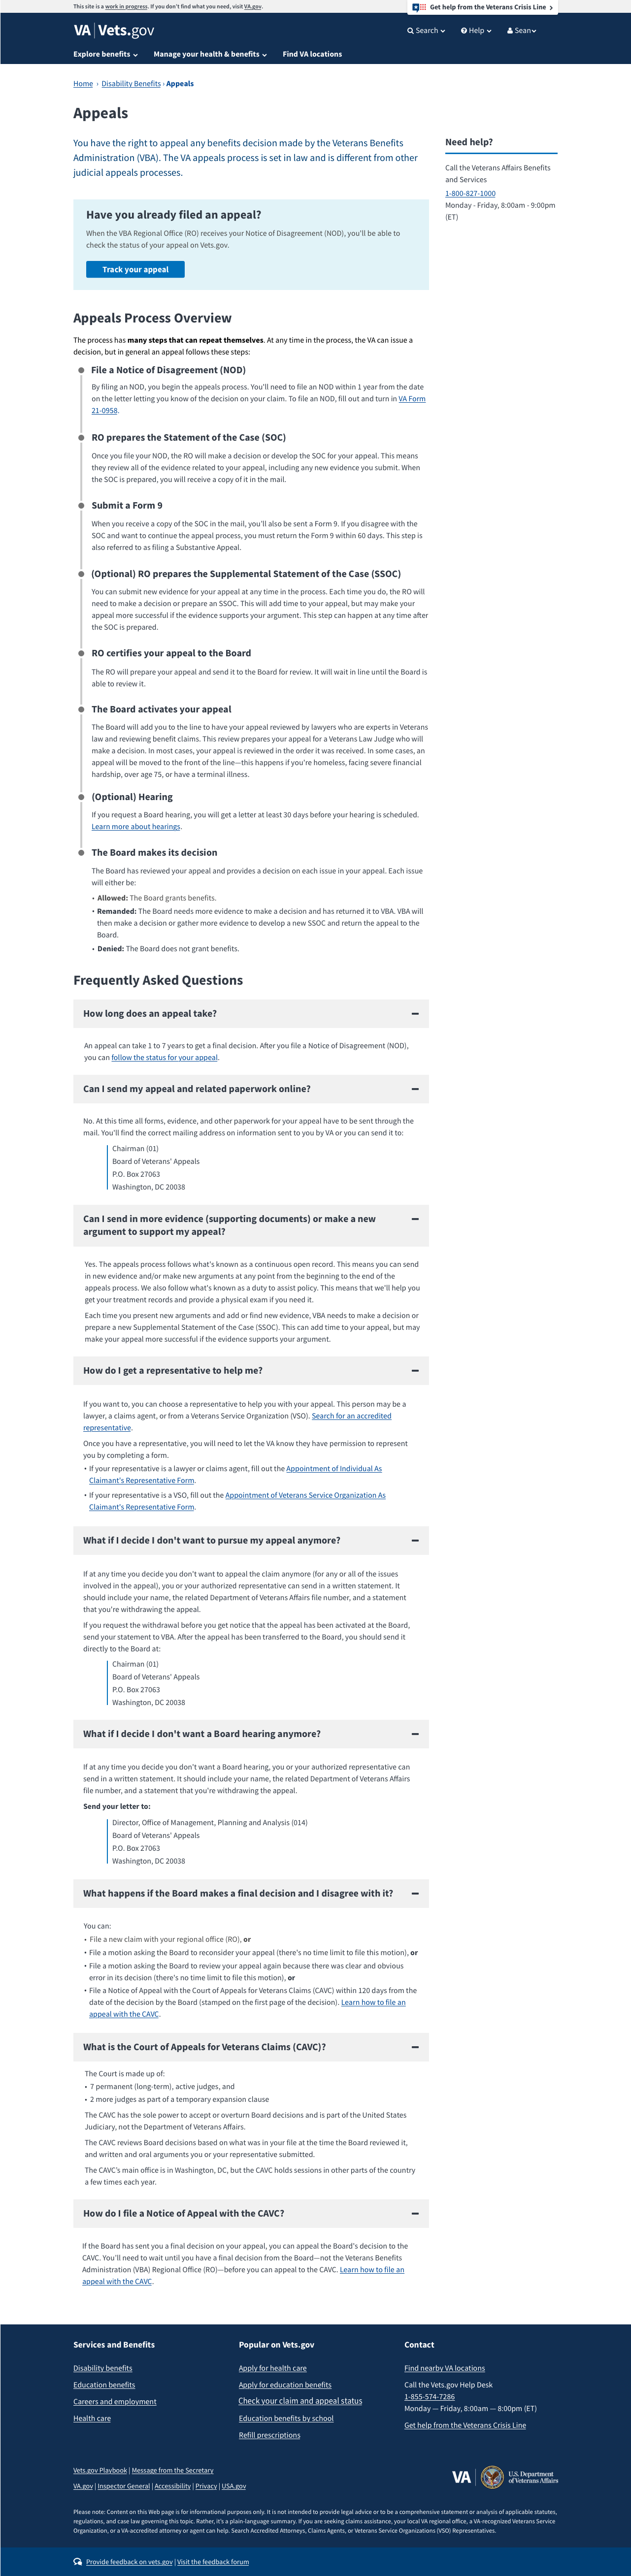 This site is a work in progress. If you don't find what you need, visit VA.gov.
Get help from the Veterans Crisis Line
VA | Vets.gov
Search
Help
Sean
Explore benefits
Manage your health & benefits
Find VA locations
Home › Disability Benefits › Appeals
Appeals
You have the right to appeal any benefits decision made by the Veterans Benefits
Administration (VBA). The VA appeals process is set in law and is different from other
judicial appeals processes.
Need help?
Call the Veterans Affairs Benefits
and Services
1-800-827-1000
Monday - Friday, 8:00am - 9:00pm
(ET)
Have you already filed an appeal?
When the VBA Regional Office (RO) receives your Notice of Disagreement (NOD), you'll be able to
check the status of your appeal on Vets.gov.
Track your appeal
Appeals Process Overview
The process has many steps that can repeat themselves. At any time in the process, the VA can issue a
decision, but in general an appeal follows these steps:
File a Notice of Disagreement (NOD)
By filing an NOD, you begin the appeals process. You'll need to file an NOD within 1 year from the date
on the letter letting you know of the decision on your claim. To file an NOD, fill out and turn in VA Form
21-0958.
RO prepares the Statement of the Case (SOC)
Once you file your NOD, the RO will make a decision or develop the SOC for your appeal. This means
they review all of the evidence related to your appeal, including any new evidence you submit. When
the SOC is prepared, you will receive a copy of it in the mail.
Submit a Form 9
When you receive a copy of the SOC in the mail, you'll also be sent a Form 9. If you disagree with the
SOC and want to continue the appeal process, you must return the Form 9 within 60 days. This step is
also referred to as filing a Substantive Appeal.
(Optional) RO prepares the Supplemental Statement of the Case (SSOC)
You can submit new evidence for your appeal at any time in the process. Each time you do, the RO will
need to make a decision or prepare an SSOC. This will add time to your appeal, but may make your
appeal more successful if the evidence supports your argument. This step can happen at any time after
the SOC is prepared.
RO certifies your appeal to the Board
The RO will prepare your appeal and send it to the Board for review. It will wait in line until the Board is
able to review it.
The Board activates your appeal
The Board will add you to the line to have your appeal reviewed by lawyers who are experts in Veterans
law and reviewing benefit claims. This review prepares your appeal for a Veterans Law Judge who will
make a decision. In most cases, your appeal is reviewed in the order it was received. In some cases, an
appeal will be moved to the front of the line—this happens if you're homeless, facing severe financial
hardship, over age 75, or have a terminal illness.
(Optional) Hearing
If you request a Board hearing, you will get a letter at least 30 days before your hearing is scheduled.
Learn more about hearings.
The Board makes its decision
The Board has reviewed your appeal and provides a decision on each issue in your appeal. Each issue
will either be:
• Allowed: The Board grants benefits.
• Remanded: The Board needs more evidence to make a decision and has returned it to VBA. VBA will
then make a decision or gather more evidence to develop a new SSOC and return the appeal to the
Board.
• Denied: The Board does not grant benefits.
Frequently Asked Questions
How long does an appeal take?
An appeal can take 1 to 7 years to get a final decision. After you file a Notice of Disagreement (NOD),
you can follow the status for your appeal.
Can I send my appeal and related paperwork online?
No. At this time all forms, evidence, and other paperwork for your appeal have to be sent through the
mail. You'll find the correct mailing address on information sent to you by VA or you can send it to:
Chairman (01)
Board of Veterans' Appeals
P.O. Box 27063
Washington, DC 20038
Can I send in more evidence (supporting documents) or make a new
argument to support my appeal?
Yes. The appeals process follows what's known as a continuous open record. This means you can send
in new evidence and/or make new arguments at any point from the beginning to the end of the
appeals process. We also follow what's known as a duty to assist policy. This means that we'll help you
get your treatment records and provide a physical exam if you need it.
Each time you present new arguments and add or find new evidence, VBA needs to make a decision or
prepare a new Supplemental Statement of the Case (SSOC). This can add time to your appeal, but may
make your appeal more successful if the evidence supports your argument.
How do I get a representative to help me?
If you want to, you can choose a representative to help you with your appeal. This person may be a
lawyer, a claims agent, or from a Veterans Service Organization (VSO). Search for an accredited
representative.
Once you have a representative, you will need to let the VA know they have permission to represent
you by completing a form.
• If your representative is a lawyer or claims agent, fill out the Appointment of Individual As
Claimant's Representative Form.
• If your representative is a VSO, fill out the Appointment of Veterans Service Organization As
Claimant's Representative Form.
What if I decide I don't want to pursue my appeal anymore?
If at any time you decide you don't want to appeal the claim anymore (for any or all of the issues
involved in the appeal), you or your authorized representative can send in a written statement. It
should include your name, the related Department of Veterans Affairs file number, and a statement
that you're withdrawing the appeal.
If you request the withdrawal before you get notice that the appeal has been activated at the Board,
send your statement to VBA. After the appeal has been transferred to the Board, you should send it
directly to the Board at:
Chairman (01)
Board of Veterans' Appeals
P.O. Box 27063
Washington, DC 20038
What if I decide I don't want a Board hearing anymore?
If at any time you decide you don't want a Board hearing, you or your authorized representative can
send in a written statement. It should include your name, the related Department of Veterans Affairs
file number, and a statement that you're withdrawing the appeal.
Send your letter to:
Director, Office of Management, Planning and Analysis (014)
Board of Veterans' Appeals
P.O. Box 27063
Washington, DC 20038
What happens if the Board makes a final decision and I disagree with it?
You can:
• File a new claim with your regional office (RO), or
• File a motion asking the Board to reconsider your appeal (there's no time limit to file this motion), or
• File a motion asking the Board to review your appeal again because there was clear and obvious
error in its decision (there's no time limit to file this motion), or
• File a Notice of Appeal with the Court of Appeals for Veterans Claims (CAVC) within 120 days from the
date of the decision by the Board (stamped on the first page of the decision). Learn how to file an
appeal with the CAVC.
What is the Court of Appeals for Veterans Claims (CAVC)?
The Court is made up of:
• 7 permanent (long-term), active judges, and
• 2 more judges as part of a temporary expansion clause
The CAVC has the sole power to accept or overturn Board decisions and is part of the United States
Judiciary, not the Department of Veterans Affairs.
The CAVC reviews Board decisions based on what was in your file at the time the Board reviewed it,
and written and oral arguments you or your representative submitted.
The CAVC's main office is in Washington, DC, but the CAVC holds sessions in other parts of the country
a few times each year.
How do I file a Notice of Appeal with the CAVC?
If the Board has sent you a final decision on your appeal, you can appeal the Board's decision to the
CAVC. You'll need to wait until you have a final decision from the Board—not the Veterans Benefits
Administration (VBA) Regional Office (RO)—before you can appeal to the CAVC. Learn how to file an
appeal with the CAVC.
Services and Benefits
Disability benefits
Education benefits
Careers and employment
Health care
Popular on Vets.gov
Apply for health care
Apply for education benefits
Check your claim and appeal status
Education benefits by school
Refill prescriptions
Contact
Find nearby VA locations
Call the Vets.gov Help Desk
1-855-574-7286
Monday — Friday, 8:00am — 8:00pm (ET)
Get help from the Veterans Crisis Line
Vets.gov Playbook | Message from the Secretary
VA.gov | Inspector General | Accessibility | Privacy | USA.gov
VA
U.S. Department
of Veterans Affairs
Please note: Content on this Web page is for informational purposes only. It is not intended to provide legal advice or to be a comprehensive statement or analysis of applicable statutes,
regulations, and case law governing this topic. Rather, it's a plain-language summary. If you are seeking claims assistance, your local VA regional office, a VA-recognized Veterans Service
Organization, or a VA-accredited attorney or agent can help. Search Accredited Attorneys, Claims Agents, or Veterans Service Organizations (VSO) Representatives.
Provide feedback on vets.gov | Visit the feedback forum